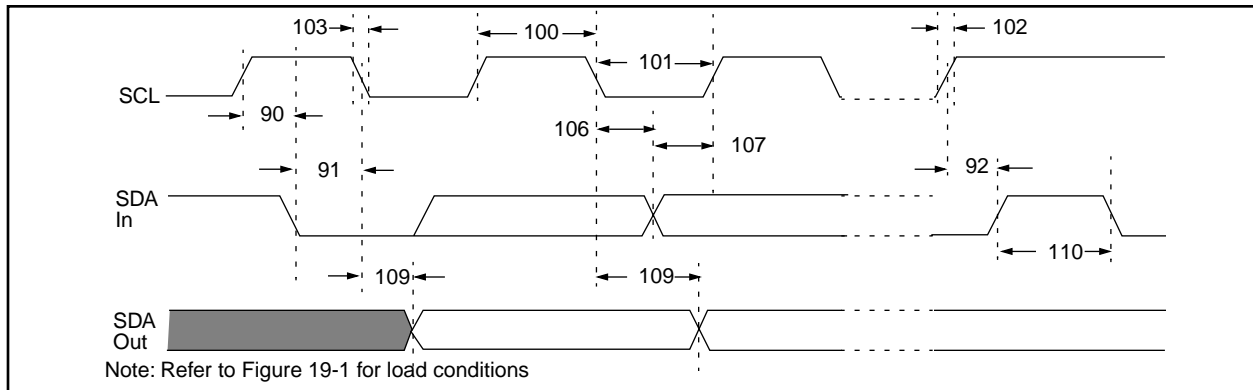 103
100
102
101
SCL
90
106
107
91
92
SDA
In
109
109
110
SDA
Out
Note: Refer to Figure 19-1 for load conditions